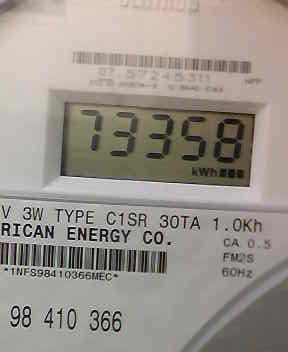 73358
kWh
V 3W TYPE C1SR 30TA 1.0Kh
RICAN ENERGY CO.
CA 0.5
FM2S
*1NFS98410366MEC*
60Hz
98 410 366